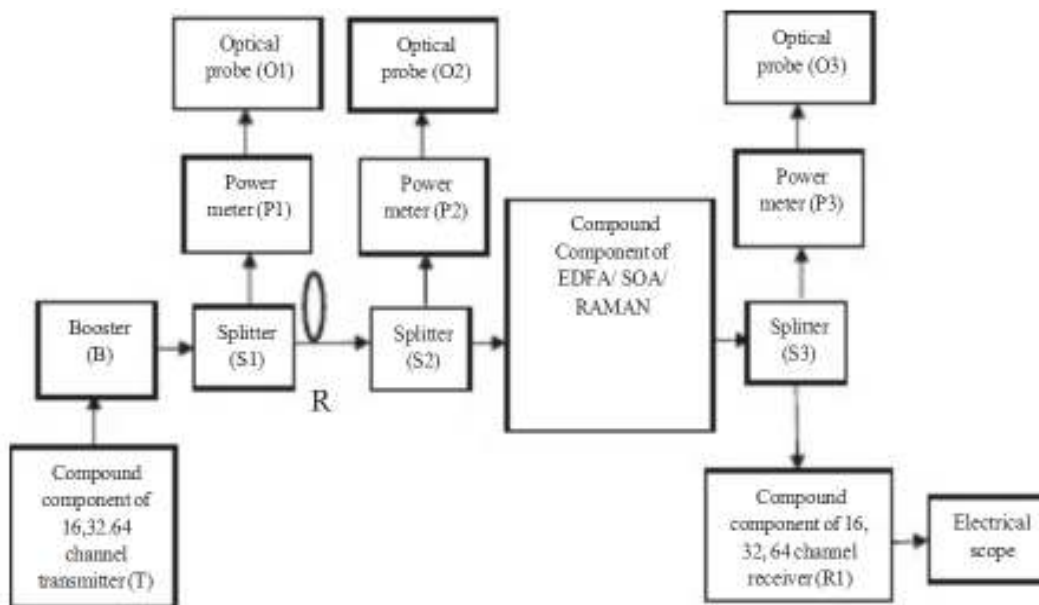 Optical
probe (O1)
Optical
probe (O2)
Optical
probe (O3)
Power
meter (P1)
Power
meter (P2)
Power
meter (P3)
Compound
Component of
EDFA/ SOA/
RAMAN
Booster
(B)
Splitter
(S1)
R
Splitter
(S2)
Splitter
(S3)
Compound
component of
16,32.64
channel
transmitter (T)
Compound
component of 16,
32, 64 channel
receiver (R1)
Electrical
scope